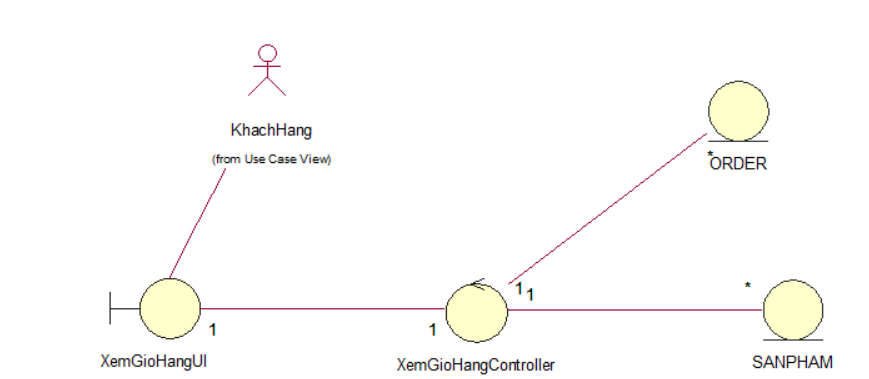 KhachHang
(from Use Case View)
*
ORDER
1
1
*
1
1
XemGioHangUI
XemGioHangController
SANPHAM